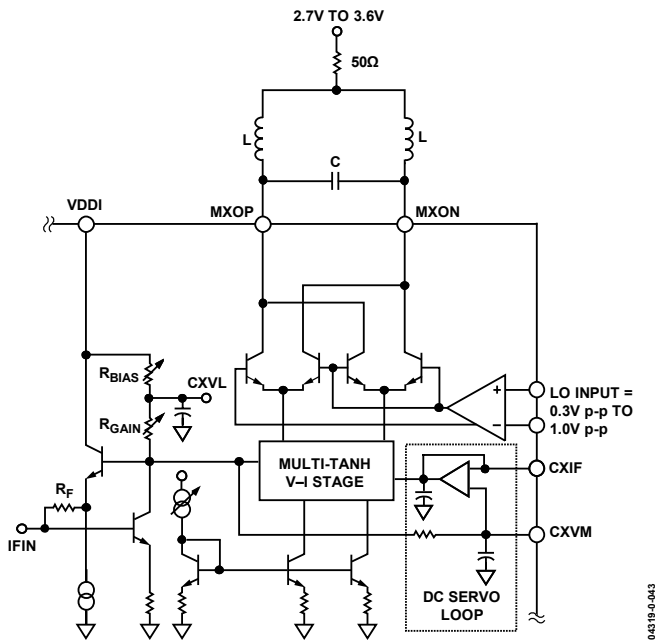 2.7V TO 3.6V
50Ω
L
L
C
VDDI
MXOP
MXON
RBIAS
CXVL
RGAIN
+
–
LO INPUT =
0.3V p-p TO
1.0V p-p
MULTI-TANH
V–I STAGE
CXIF
RF
CXVM
IFIN
DC SERVO
LOOP
04319-0-043